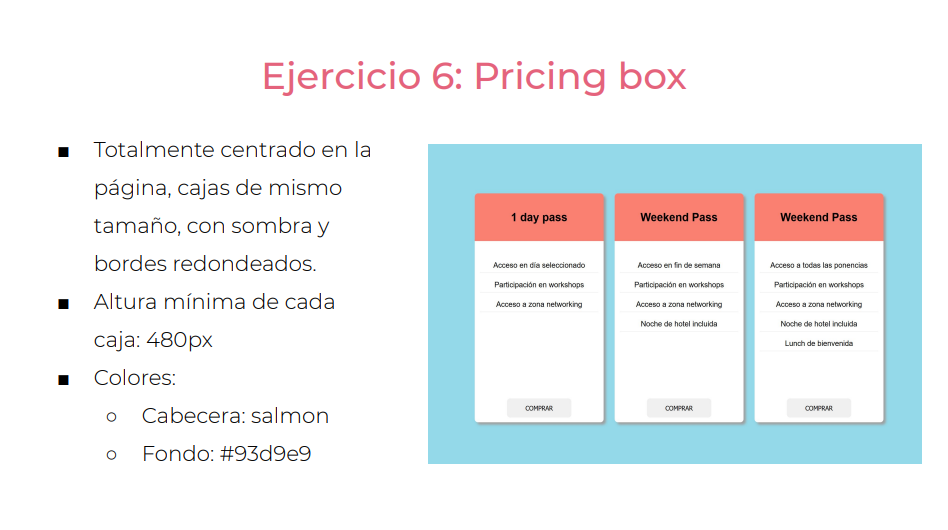 Ejercicio 6: Pricing box
■ Totalmente centrado en la
página, cajas de mismo
tamaño, con sombra y
bordes redondeados.
■ Altura mínima de cada
caja: 480px
■ Colores:
○ Cabecera: salmon
○ Fondo: #93d9e9
1 day pass
Acceso en día seleccionado
Participación en workshops
Acceso a zona networking
COMPRAR
Weekend Pass
Acceso en fin de semana
Participación en workshops
Acceso a zona networking
Noche de hotel incluida
COMPRAR
Weekend Pass
Acceso a todas las ponencias
Participación en workshops
Acceso a zona networking
Noche de hotel incluida
Lunch de bienvenida
COMPRAR